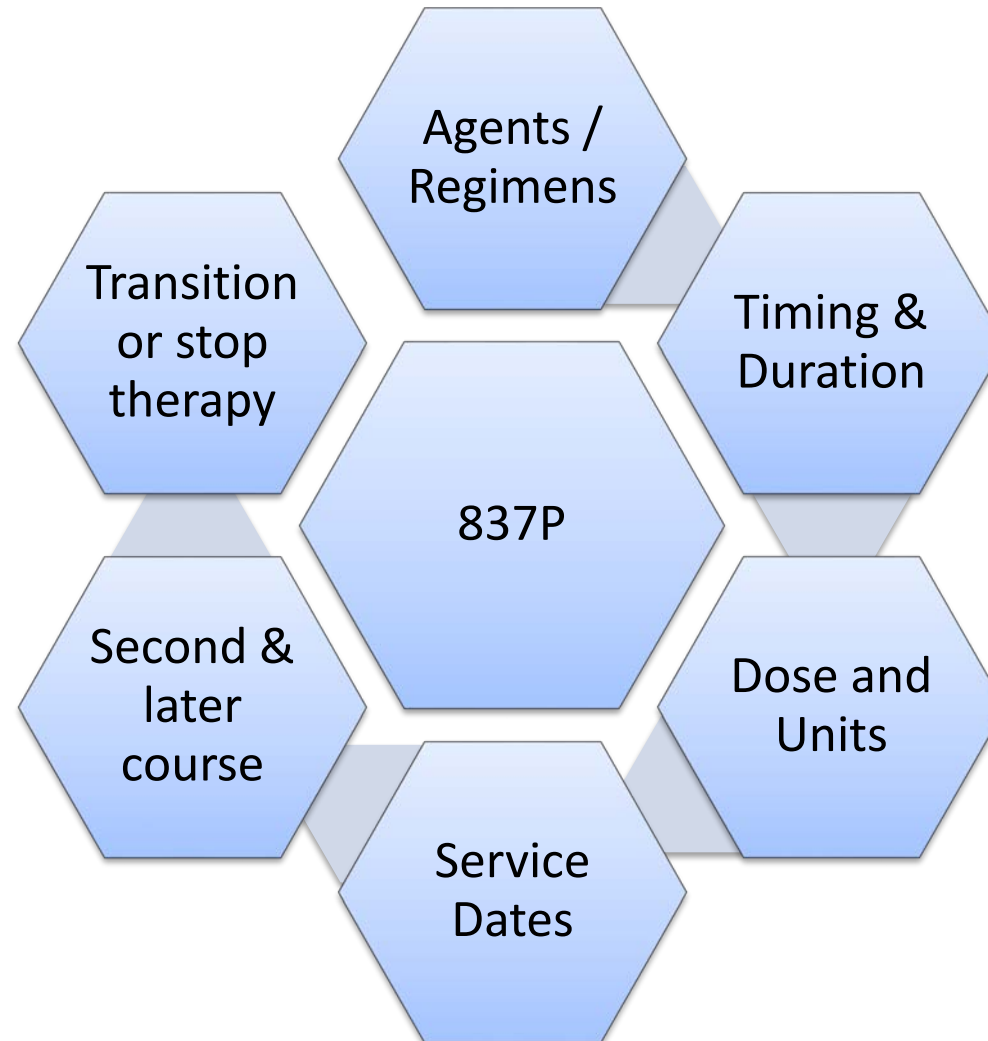 Agents /
Regimens
Timing &
Duration
Dose and
Units
Service
Dates
Second &
later
course
Transition
or stop
therapy
837P